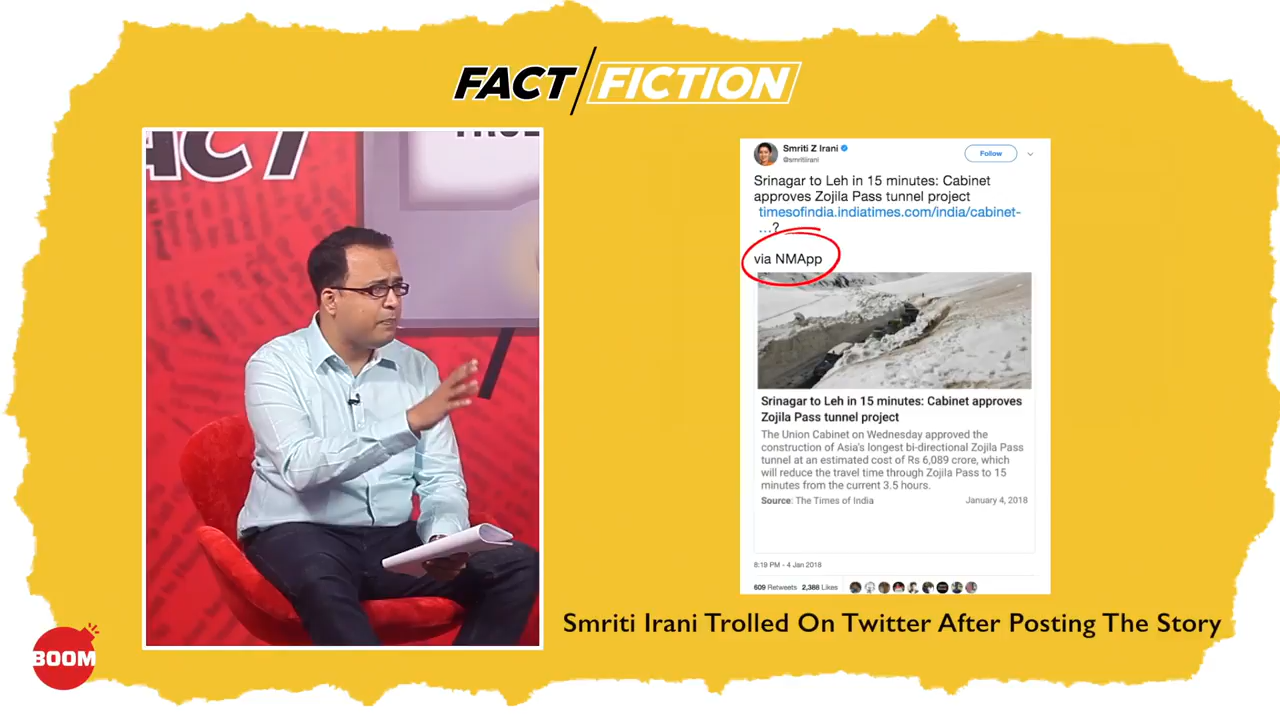 FACT/FICTION
Smriti Z Irani
@smritiirani
Follow
Srinagar to Leh in 15 minutes: Cabinet
approves Zojila Pass tunnel project
timesofindia.indiatimes.com/india/cabinet-
...?
via NMApp
Srinagar to Leh in 15 minutes: Cabinet approves
Zojila Pass tunnel project
The Union Cabinet on Wednesday approved the
construction of Asia's longest bi-directional Zojila Pass
tunnel at an estimated cost of Rs 6,089 crore, which
will reduce the travel time through Zojila Pass to 15
minutes from the current 3.5 hours.
Source: The Times of India
January 4, 2018
8:19 PM - 4 Jan 2018
609 Retweets 2,388 Likes
Smriti Irani Trolled On Twitter After Posting The Story
BOOM